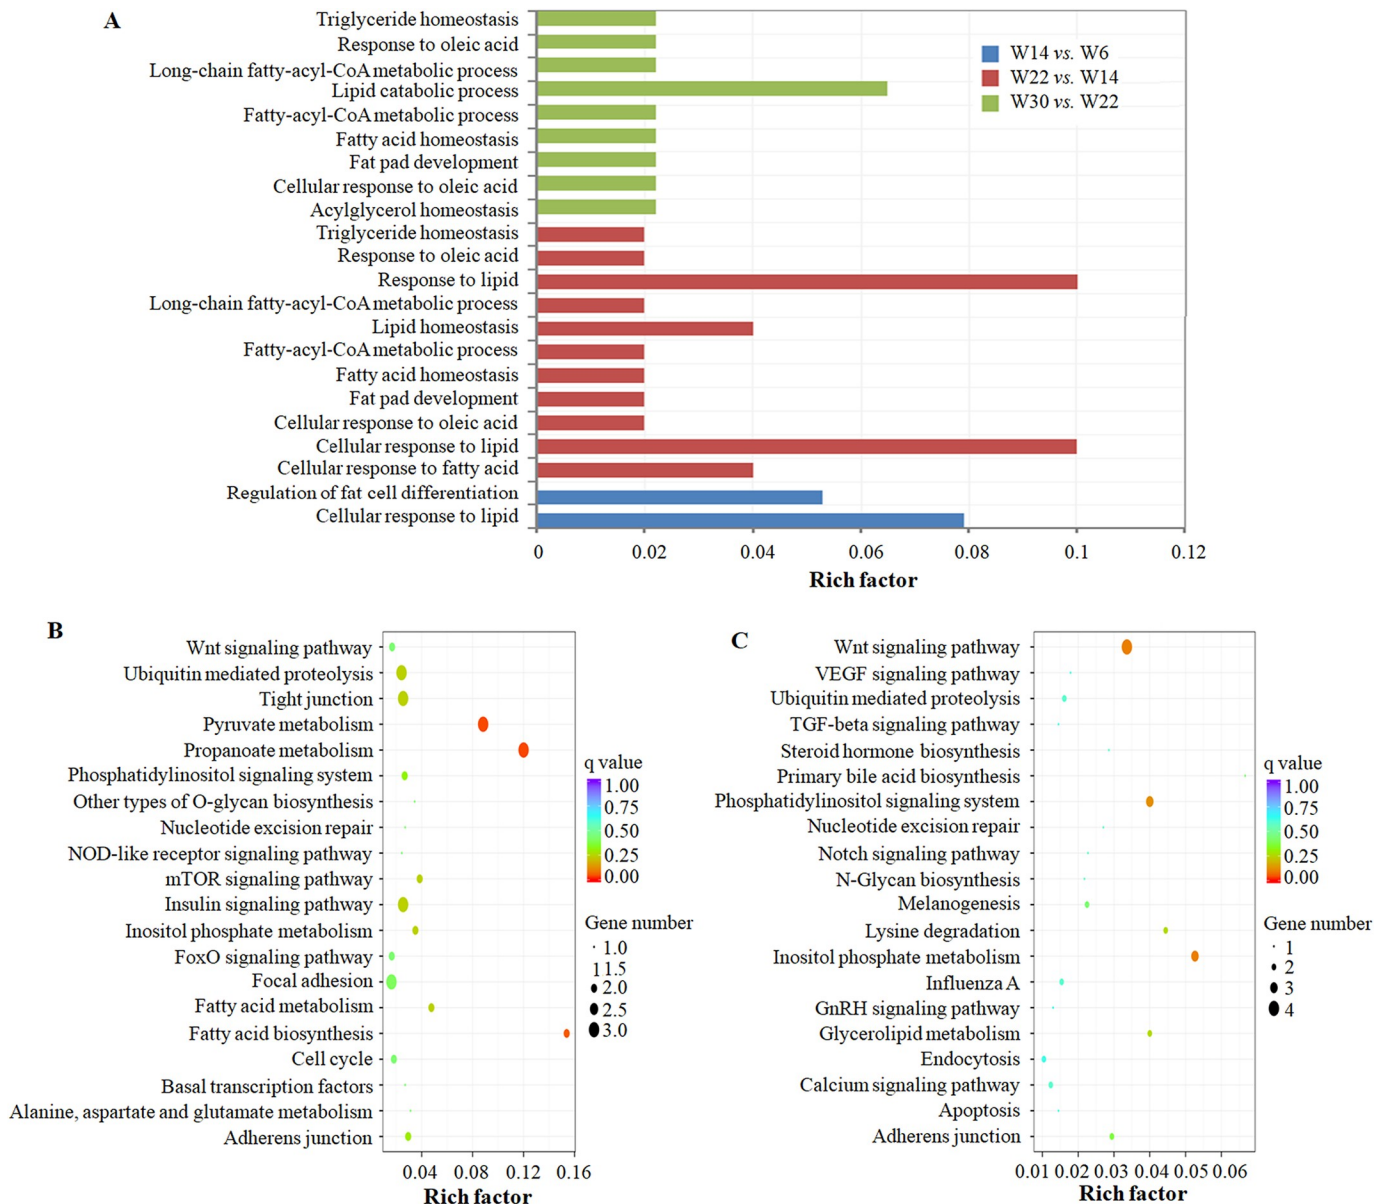 A
Triglyceride homeostasis
Response to oleic acid
Long-chain fatty-acyl-CoA metabolic process
Lipid catabolic process
Fatty-acyl-CoA metabolic process
Fatty acid homeostasis
Fat pad development
Cellular response to oleic acid
Acylglycerol homeostasis
Triglyceride homeostasis
Response to oleic acid
Response to lipid
Long-chain fatty-acyl-CoA metabolic process
Lipid homeostasis
Fatty-acyl-CoA metabolic process
Fatty acid homeostasis
Fat pad development
Cellular response to oleic acid
Cellular response to lipid
Cellular response to fatty acid
Regulation of fat cell differentiation
Cellular response to lipid
W14 vs. W6
W22 vs. W14
W30 vs. W22
0 0.02 0.04 0.06 0.08 0.1 0.12
Rich factor
B
Wnt signaling pathway
Ubiquitin mediated proteolysis
Tight junction
Pyruvate metabolism
Propanoate metabolism
Phosphatidylinositol signaling system
Other types of O-glycan biosynthesis
Nucleotide excision repair
NOD-like receptor signaling pathway
mTOR signaling pathway
Insulin signaling pathway
Inositol phosphate metabolism
FoxO signaling pathway
Focal adhesion
Fatty acid metabolism
Fatty acid biosynthesis
Cell cycle
Basal transcription factors
Alanine, aspartate and glutamate metabolism
Adherens junction
0.04 0.08 0.12 0.16
Rich factor
q value
1.00
0.75
0.50
0.25
0.00
Gene number
1.0
11.5
2.0
2.5
3.0
C
Wnt signaling pathway
VEGF signaling pathway
Ubiquitin mediated proteolysis
TGF-beta signaling pathway
Steroid hormone biosynthesis
Primary bile acid biosynthesis
Phosphatidylinositol signaling system
Nucleotide excision repair
Notch signaling pathway
N-Glycan biosynthesis
Melanogenesis
Lysine degradation
Inositol phosphate metabolism
Influenza A
GnRH signaling pathway
Glycerolipid metabolism
Endocytosis
Calcium signaling pathway
Apoptosis
Adherens junction
0.01 0.02 0.03 0.04 0.05 0.06
Rich factor
q value
1.00
0.75
0.50
0.25
0.00
Gene number
1
2
3
4